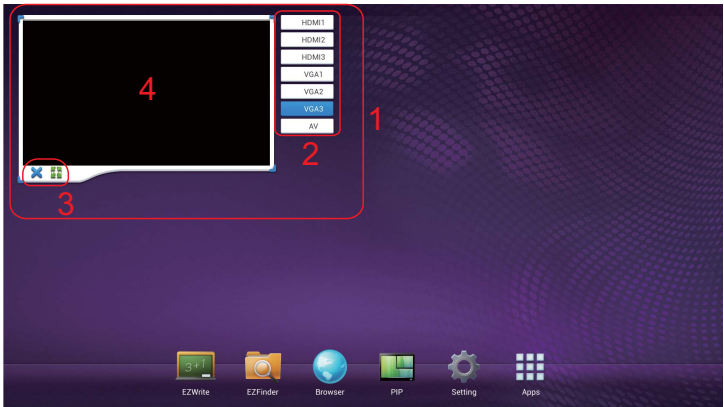 HDMI1
HDMI2
HDMI3
VGA1
4
VGA2
VGA3
1
AV
2
3
3+1
EZWrite
EZFinder
Browser
PIP
Setting
Apps